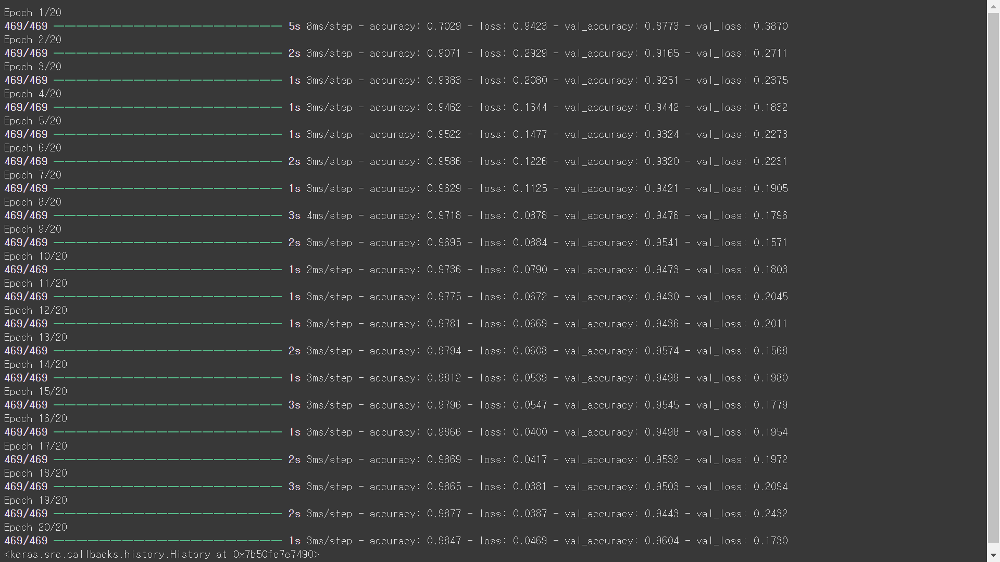 Epoch 1/20
469/469 ━━━━━━━━━━━━━━━━━━━━ 5s 8ms/step - accuracy: 0.7029 - loss: 0.9423 - val_accuracy: 0.8773 - val_loss: 0.3870
Epoch 2/20
469/469 ━━━━━━━━━━━━━━━━━━━━ 2s 3ms/step - accuracy: 0.9071 - loss: 0.2929 - val_accuracy: 0.9165 - val_loss: 0.2711
Epoch 3/20
469/469 ━━━━━━━━━━━━━━━━━━━━ 1s 3ms/step - accuracy: 0.9383 - loss: 0.2080 - val_accuracy: 0.9251 - val_loss: 0.2375
Epoch 4/20
469/469 ━━━━━━━━━━━━━━━━━━━━ 1s 3ms/step - accuracy: 0.9462 - loss: 0.1644 - val_accuracy: 0.9442 - val_loss: 0.1832
Epoch 5/20
469/469 ━━━━━━━━━━━━━━━━━━━━ 1s 3ms/step - accuracy: 0.9522 - loss: 0.1477 - val_accuracy: 0.9324 - val_loss: 0.2273
Epoch 6/20
469/469 ━━━━━━━━━━━━━━━━━━━━ 2s 3ms/step - accuracy: 0.9586 - loss: 0.1226 - val_accuracy: 0.9320 - val_loss: 0.2231
Epoch 7/20
469/469 ━━━━━━━━━━━━━━━━━━━━ 1s 3ms/step - accuracy: 0.9629 - loss: 0.1125 - val_accuracy: 0.9421 - val_loss: 0.1905
Epoch 8/20
469/469 ━━━━━━━━━━━━━━━━━━━━ 3s 4ms/step - accuracy: 0.9718 - loss: 0.0878 - val_accuracy: 0.9476 - val_loss: 0.1796
Epoch 9/20
469/469 ━━━━━━━━━━━━━━━━━━━━ 2s 3ms/step - accuracy: 0.9695 - loss: 0.0884 - val_accuracy: 0.9541 - val_loss: 0.1571
Epoch 10/20
469/469 ━━━━━━━━━━━━━━━━━━━━ 1s 2ms/step - accuracy: 0.9736 - loss: 0.0790 - val_accuracy: 0.9473 - val_loss: 0.1803
Epoch 11/20
469/469 ━━━━━━━━━━━━━━━━━━━━ 1s 3ms/step - accuracy: 0.9775 - loss: 0.0672 - val_accuracy: 0.9430 - val_loss: 0.2045
Epoch 12/20
469/469 ━━━━━━━━━━━━━━━━━━━━ 1s 3ms/step - accuracy: 0.9781 - loss: 0.0669 - val_accuracy: 0.9436 - val_loss: 0.2011
Epoch 13/20
469/469 ━━━━━━━━━━━━━━━━━━━━ 2s 3ms/step - accuracy: 0.9794 - loss: 0.0608 - val_accuracy: 0.9574 - val_loss: 0.1568
Epoch 14/20
469/469 ━━━━━━━━━━━━━━━━━━━━ 1s 3ms/step - accuracy: 0.9812 - loss: 0.0539 - val_accuracy: 0.9499 - val_loss: 0.1980
Epoch 15/20
469/469 ━━━━━━━━━━━━━━━━━━━━ 3s 3ms/step - accuracy: 0.9796 - loss: 0.0547 - val_accuracy: 0.9545 - val_loss: 0.1779
Epoch 16/20
469/469 ━━━━━━━━━━━━━━━━━━━━ 1s 3ms/step - accuracy: 0.9866 - loss: 0.0400 - val_accuracy: 0.9498 - val_loss: 0.1954
Epoch 17/20
469/469 ━━━━━━━━━━━━━━━━━━━━ 2s 3ms/step - accuracy: 0.9869 - loss: 0.0417 - val_accuracy: 0.9532 - val_loss: 0.1972
Epoch 18/20
469/469 ━━━━━━━━━━━━━━━━━━━━ 3s 3ms/step - accuracy: 0.9865 - loss: 0.0381 - val_accuracy: 0.9503 - val_loss: 0.2094
Epoch 19/20
469/469 ━━━━━━━━━━━━━━━━━━━━ 2s 3ms/step - accuracy: 0.9877 - loss: 0.0387 - val_accuracy: 0.9443 - val_loss: 0.2432
Epoch 20/20
469/469 ━━━━━━━━━━━━━━━━━━━━ 1s 3ms/step - accuracy: 0.9847 - loss: 0.0469 - val_accuracy: 0.9604 - val_loss: 0.1730
<keras.src.callbacks.history.History at 0x7b50fe7e7490>